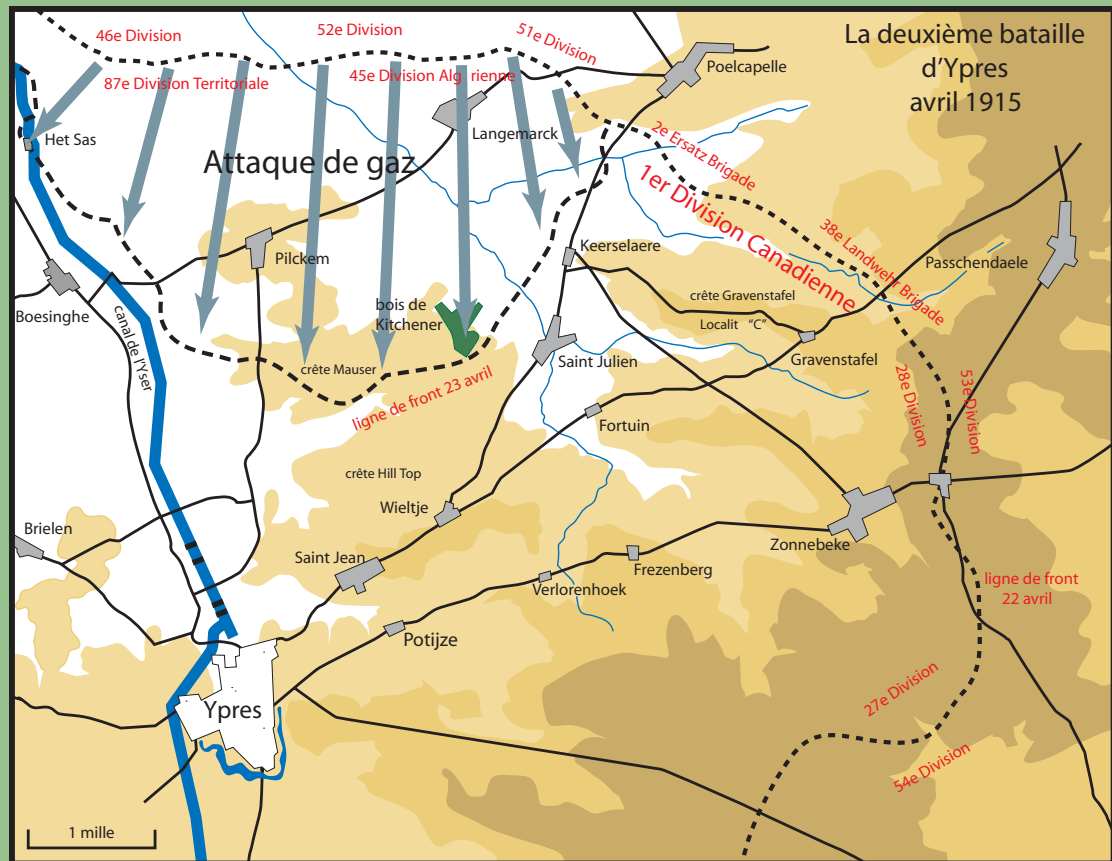 La deuxième bataille
d'Ypres
avril 1915
46e Division
52e Division
51e Division
87e Division Territoriale
45e Division Alg rienne
Poelcapelle
Het Sas
Langemarck
Attaque de gaz
2e Ersatz Brigade
1er Division Canadienne
38e Landwehr Brigade
Keerselaere
Passchendaele
Pilckem
Boesinghe
canal de l'Yser
bois de
Kitchener
crête Gravenstafel
Localit "C"
Gravenstafel
Saint Julien
crête Mauser
ligne de front 23 avril
28e Division
53e Division
Fortuin
crête Hill Top
Wieltje
Brielen
Saint Jean
Zonnebeke
Frezenberg
Verlorenhoek
ligne de front
22 avril
Potijze
27e Division
Ypres
54e Division
1 mille